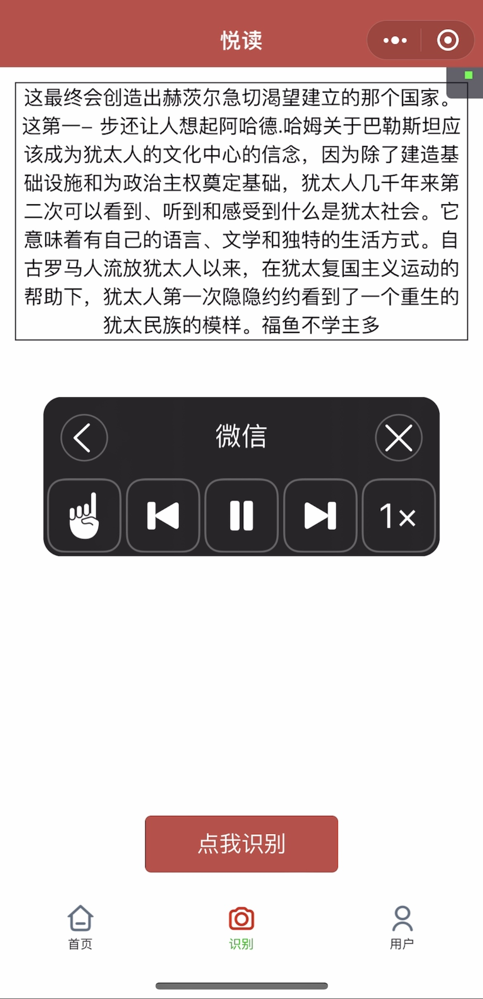 悦读
这最终会创造出赫茨尔急切渴望建立的那个国家。
这第一– 步还让人想起阿哈德.哈姆关于巴勒斯坦应
该成为犹太人的文化中心的信念，因为除了建造基
础设施和为政治主权奠定基础，犹太人几千年来第
二次可以看到、听到和感受到什么是犹太社会。它
意味着有自己的语言、文学和独特的生活方式。自
古罗马人流放犹太人以来，在犹太复国主义运动的
帮助下，犹太人第一次隐隐约约看到了一个重生的
犹太民族的模样。福鱼不学主多
微信
1×
点我识别
首页
识别
用户